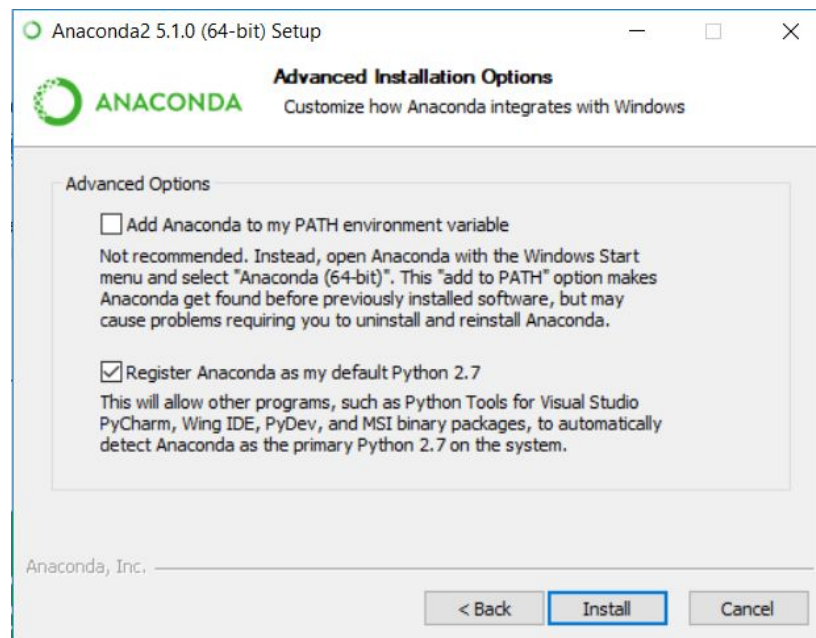 Anaconda2 5.1.0 (64-bit) Setup
ANACONDA
Advanced Installation Options
Customize how Anaconda integrates with Windows
Advanced Options
Add Anaconda to my PATH environment variable
Not recommended. Instead, open Anaconda with the Windows Start
menu and select "Anaconda (64-bit)". This "add to PATH" option makes
Anaconda get found before previously installed software, but may
cause problems requiring you to uninstall and reinstall Anaconda.
Register Anaconda as my default Python 2.7
This will allow other programs, such as Python Tools for Visual Studio
PyCharm, Wing IDE, PyDev, and MSI binary packages, to automatically
detect Anaconda as the primary Python 2.7 on the system.
Anaconda, Inc.
< Back
Install
Cancel